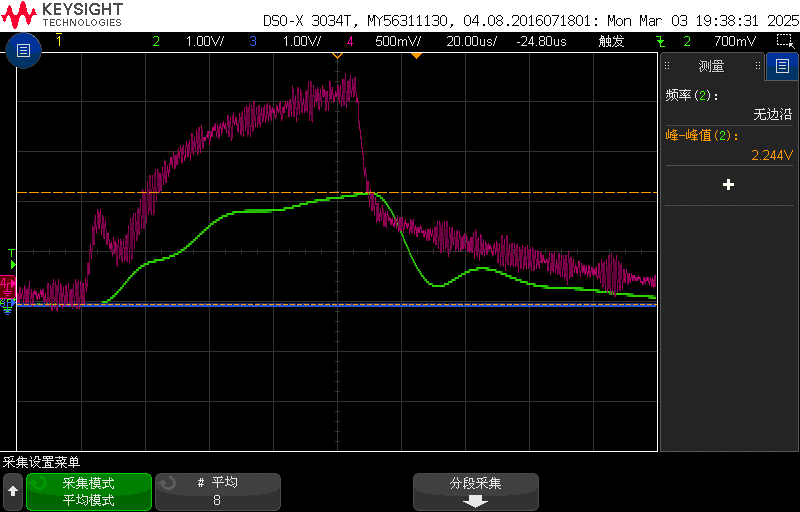 KEYSIGHT
TECHNOLOGIES
DSO-X 3034T, MY56311130, 04.08.2016071801: Mon Mar 03 19:38:31 2025
1 2 1.00V/ 3 1.00V/ 4 500mV/ 20.00us/ -24.80us 触发 2 700mV
测量
频率(2):
无边沿
峰-峰值(2):
2.244V
T
采集设置菜单
采集模式
平均模式
# 平均
8
分段采集